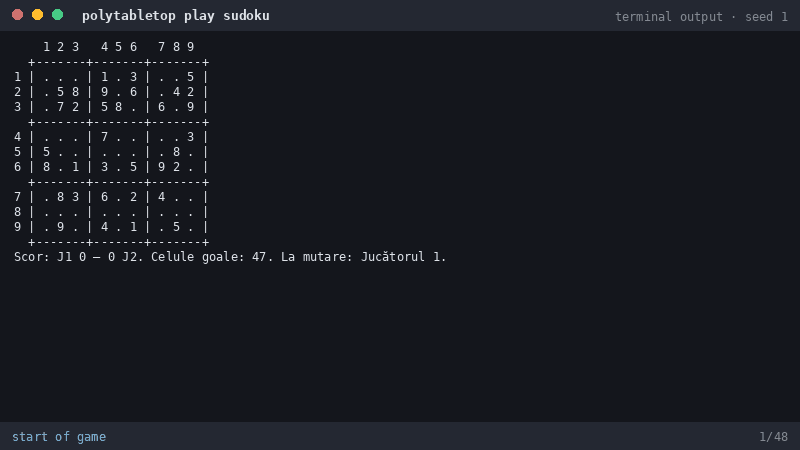 polytabletop play sudoku
terminal output · seed 1
    1 2 3   4 5 6   7 8 9
  +-------+-------+-------+
1 | . . . | 1 . 3 | . . 5 |
2 | . 5 8 | 9 . 6 | . 4 2 |
3 | . 7 2 | 5 8 . | 6 . 9 |
  +-------+-------+-------+
4 | . . . | 7 . . | . . 3 |
5 | 5 . . | . . . | . 8 . |
6 | 8 . 1 | 3 . 5 | 9 2 . |
  +-------+-------+-------+
7 | . 8 3 | 6 . 2 | 4 . . |
8 | . . . | . . . | . . . |
9 | . 9 . | 4 . 1 | . 5 . |
  +-------+-------+-------+
Scor: J1 0 — 0 J2. Celule goale: 47. La mutare: Jucătorul 1.
start of game
1/48